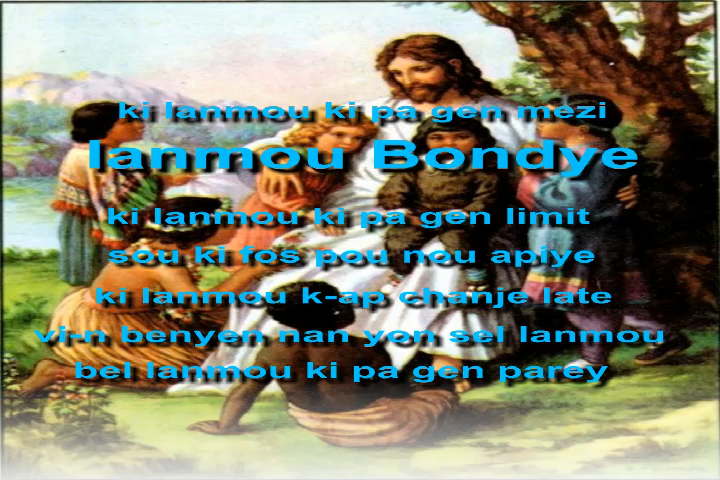 ki lanmou ki pa gen mezi
lanmou Bondye
ki lanmou ki pa gen limit
sou ki fos pou nou apiye
ki lanmou k-ap chanje late
vi-n benyen nan yon sel lanmou
bel lanmou ki pa gen parey